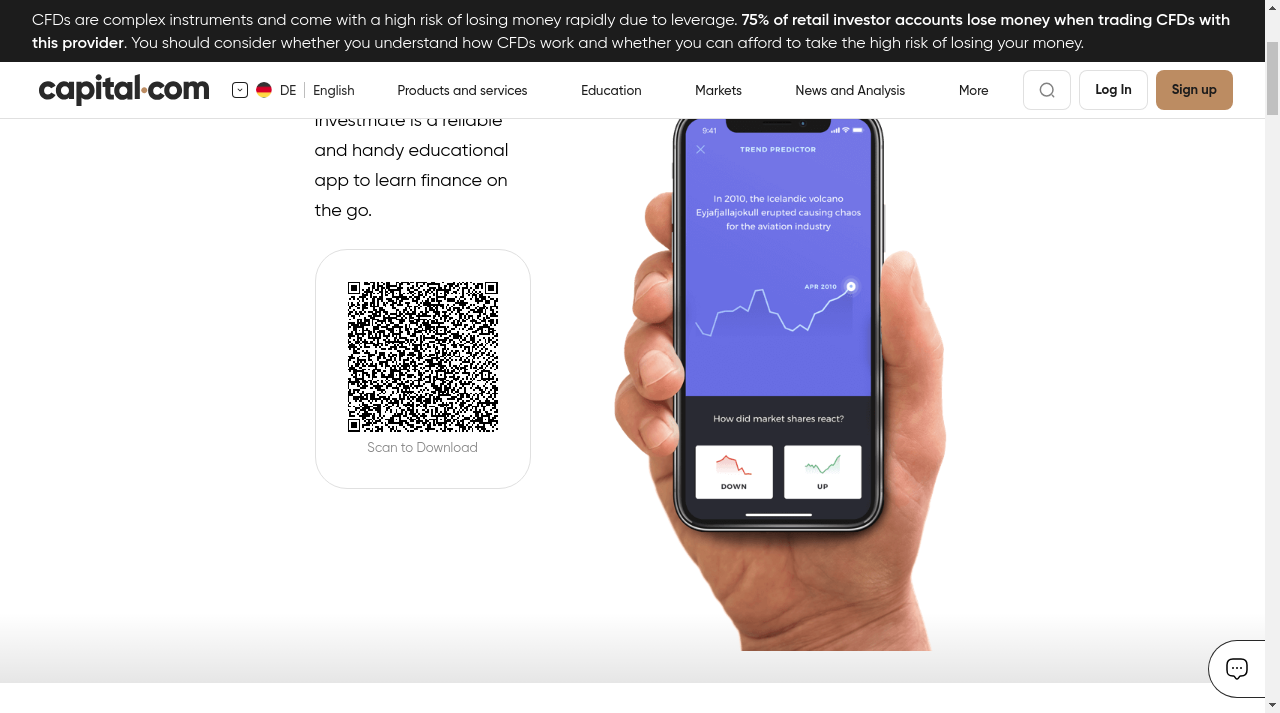 CFDs are complex instruments and come with a high risk of losing money rapidly due to leverage. 75% of retail investor accounts lose money when trading CFDs with
this provider. You should consider whether you understand how CFDs work and whether you can afford to take the high risk of losing your money.
capital.com
DE
English
Products and services
Education
Markets
News and Analysis
More
Log In
Sign up
Investmate is a reliable
and handy educational
app to learn finance on
the go.
Scan to Download
9:41
TREND PREDICTOR
In 2010, the Icelandic volcano
Eyjafjallajokull erupted causing chaos
for the aviation industry
APR 2010
How did market shares react?
DOWN
UP